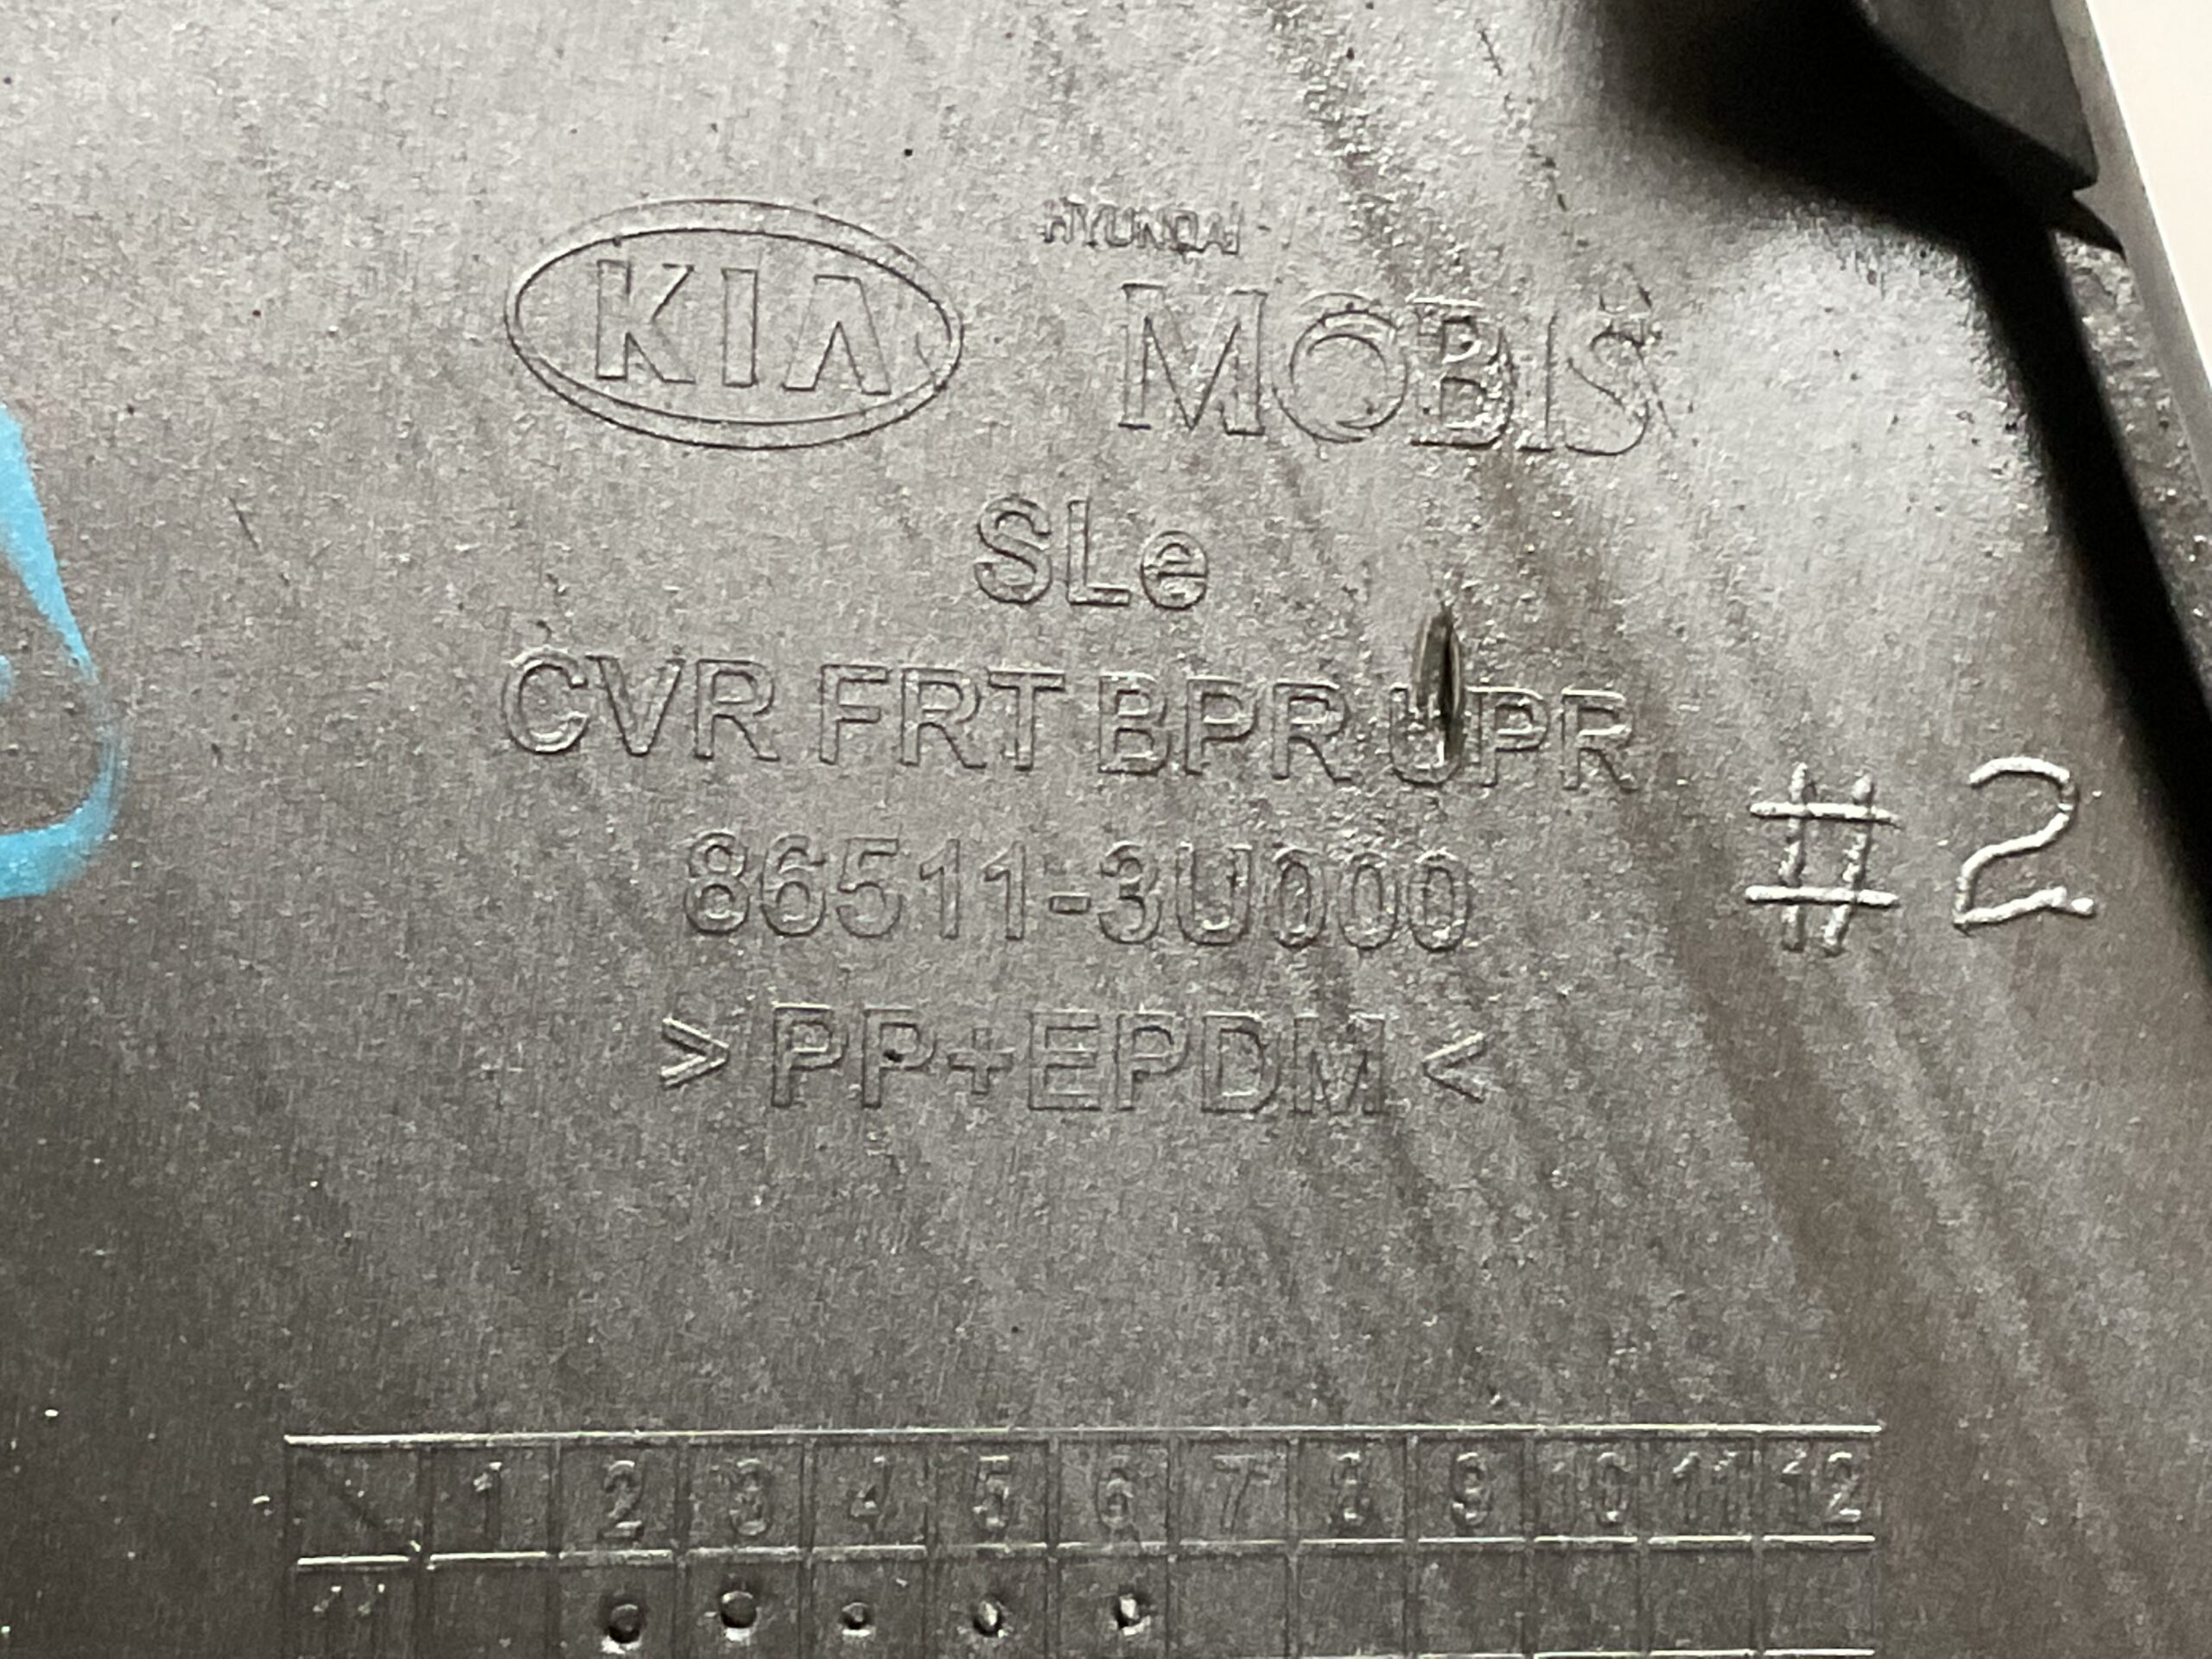 KIA
HYUNDAI
MOBIS
SLe
CVR FRT BPR UPR
86511-3U000
#2
>PP+EPDM<
1 2 3 4 5 6 7 8 9 10 11 12